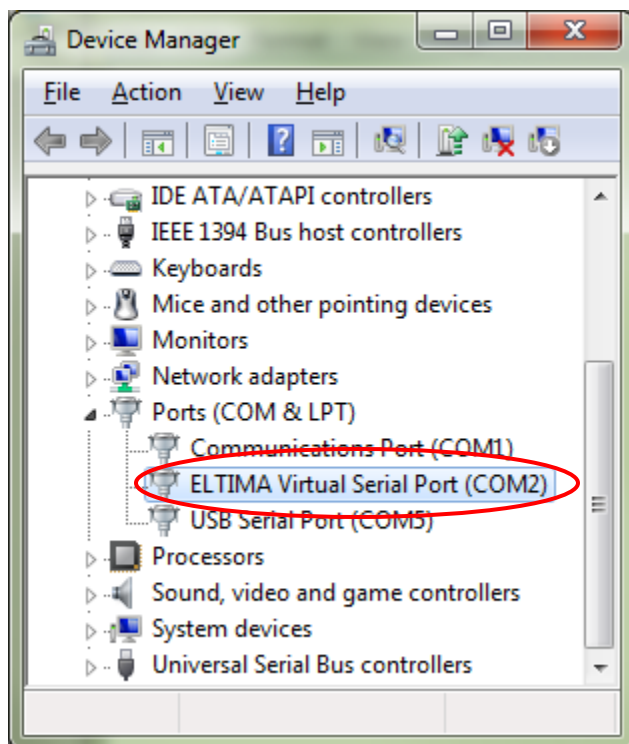 Device Manager
File Action View Help
IDE ATA/ATAPI controllers
IEEE 1394 Bus host controllers
Keyboards
Mice and other pointing devices
Monitors
Network adapters
Ports (COM & LPT)
Communications Port (COM1)
ELTIMA Virtual Serial Port (COM2)
USB Serial Port (COM5)
Processors
Sound, video and game controllers
System devices
Universal Serial Bus controllers